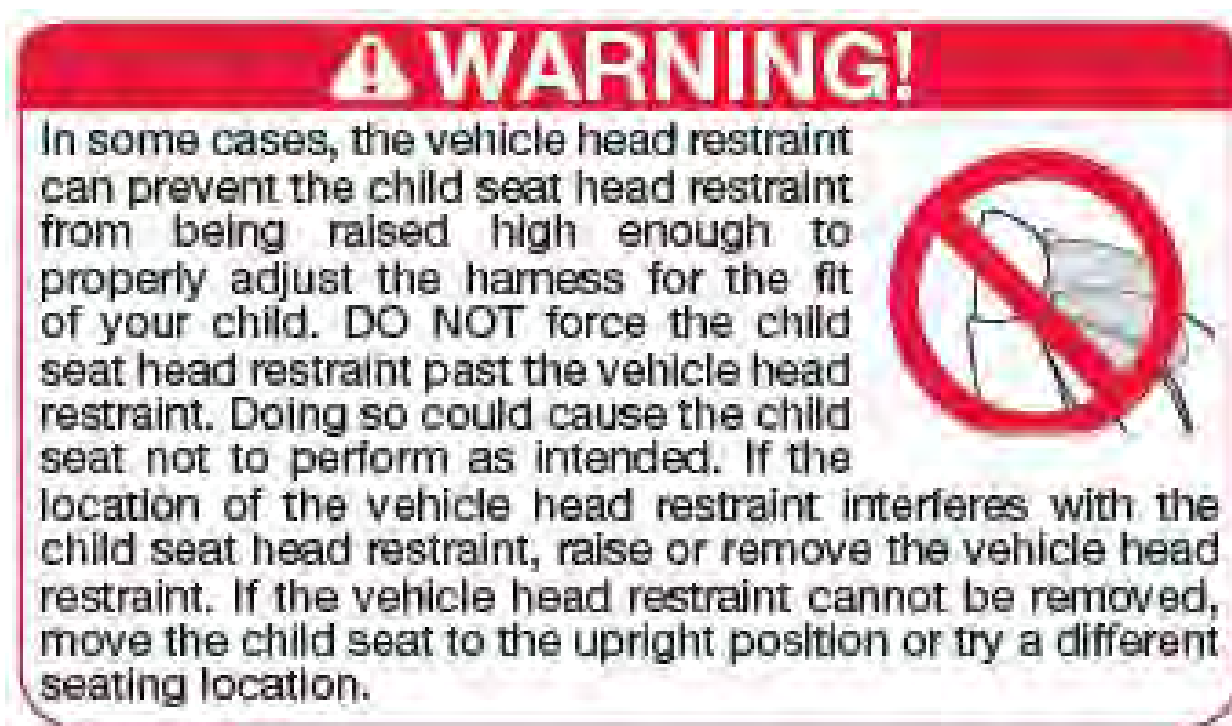 WARNING!
In some cases, the vehicle head restraint
can prevent the child seat head restraint
from being raised high enough to
properly adjust the harness for the fit
of your child. DO NOT force the child
seat head restraint past the vehicle head
restraint. Doing so could cause the child
seat not to perform as intended. If the
location of the vehicle head restraint interferes with the
child seat head restraint, raise or remove the vehicle head
restraint. If the vehicle head restraint cannot be removed,
move the child seat to the upright position or try a different
seating location.